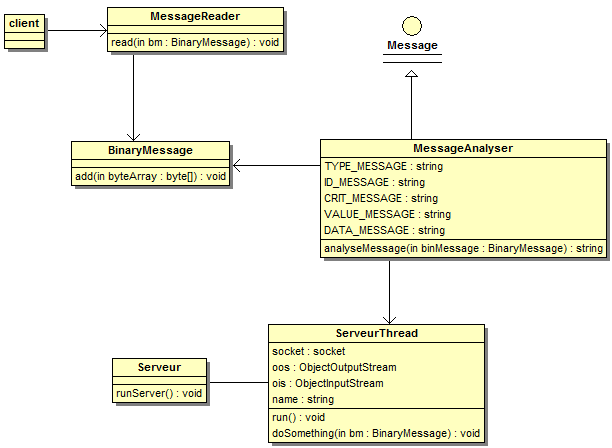 client
MessageReader
read(in bm : BinaryMessage) : void
Message
BinaryMessage
add(in byteArray : byte[]) : void
MessageAnalyser
TYPE_MESSAGE : string
ID_MESSAGE : string
CRIT_MESSAGE : string
VALUE_MESSAGE : string
DATA_MESSAGE : string
analyseMessage(in binMessage : BinaryMessage) : string
Serveur
runServer() : void
ServeurThread
socket : socket
oos : ObjectOutputStream
ois : ObjectInputStream
name : string
run() : void
doSomething(in bm : BinaryMessage) : void